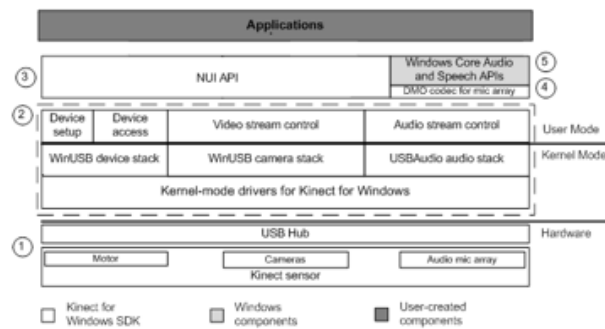 Applications
3
NUI API
Windows Core Audio
and Speech APIs
5
DMO codec for mic array
4
2
Device
setup
Device
access
Video stream control
Audio stream control
User Mode
WinUSB device stack
WinUSB camera stack
USBAudio audio stack
Kernel Mode
Kernel-mode drivers for Kinect for Windows
Hardware
1
USB Hub
Motor
Cameras
Audio mic array
Kinect sensor
Kinect for
Windows SDK
Windows
components
User-created
components